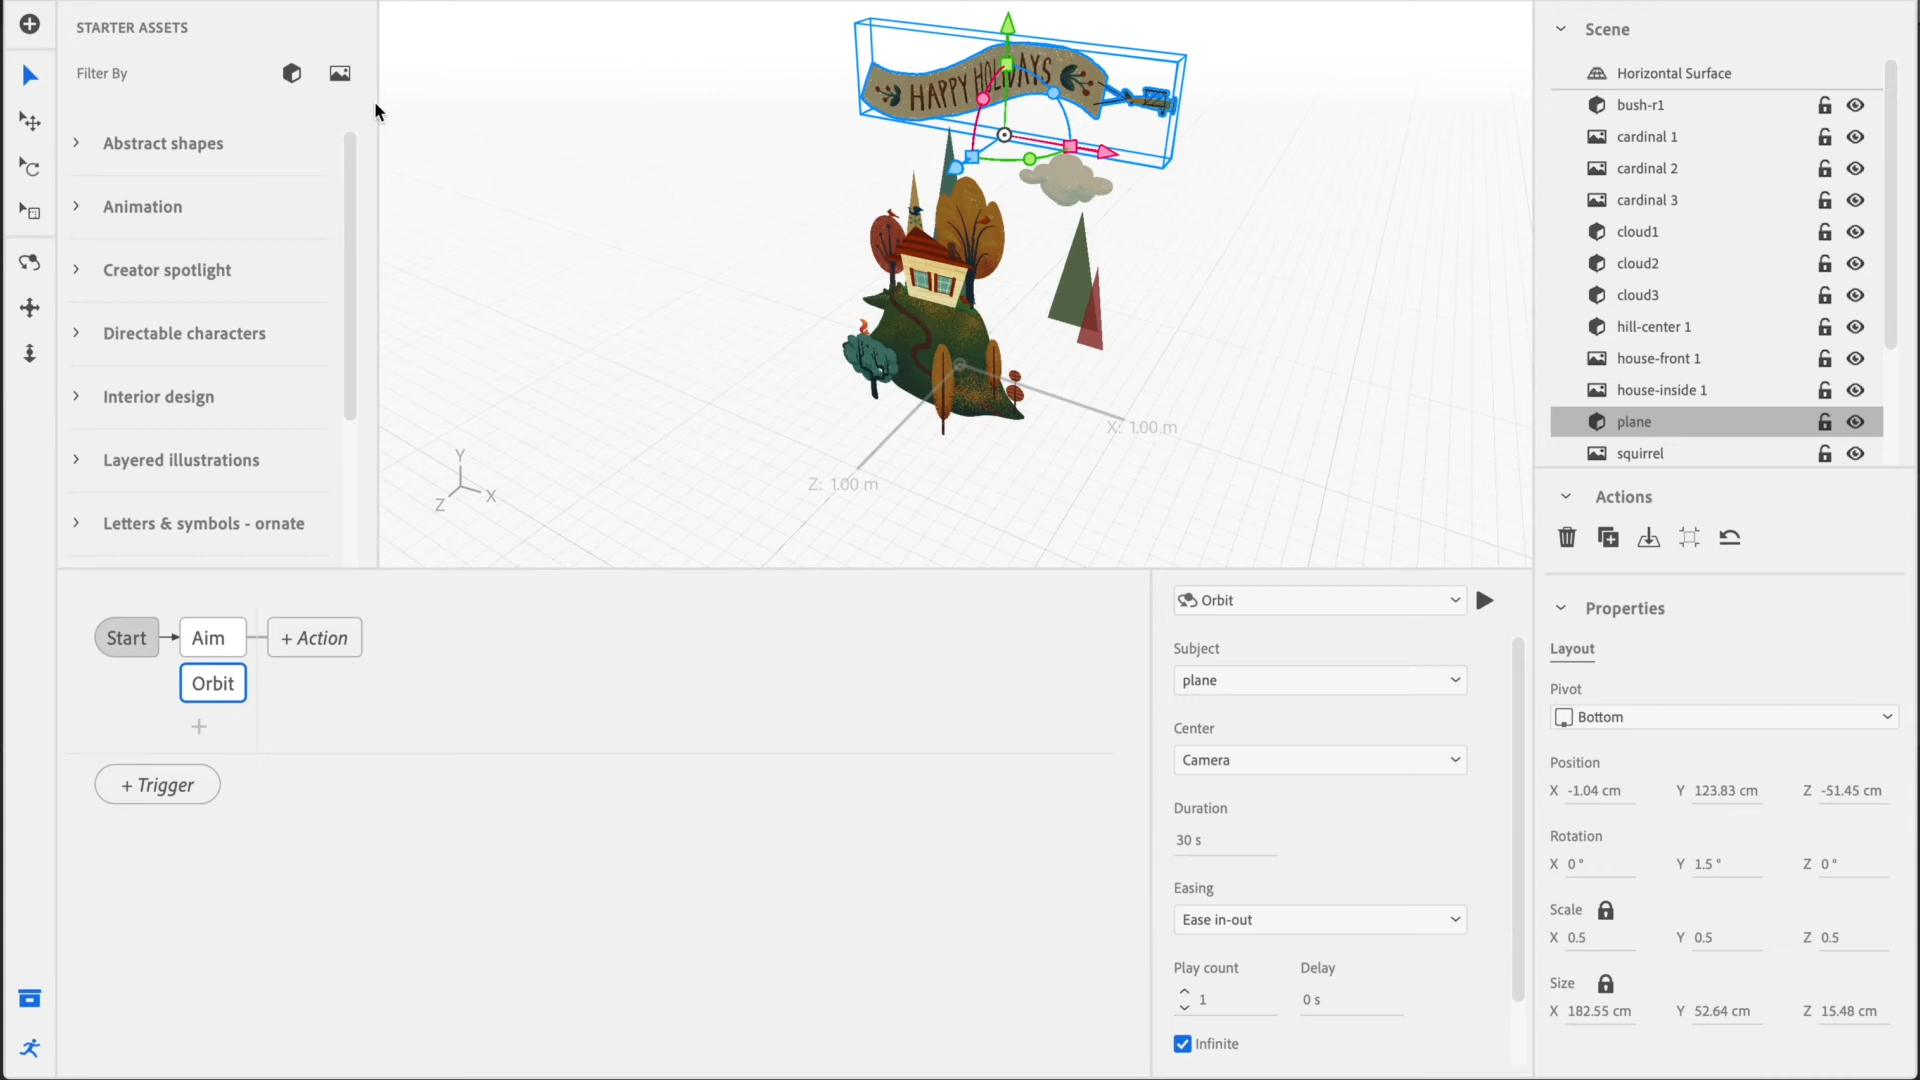 STARTER ASSETS
Filter By
Abstract shapes
Animation
Creator spotlight
Directable characters
Interior design
Layered illustrations
Letters & symbols - ornate
HAPPY HOLIDAYS
X: 1.00 m
Z: 1.00 m
Y
X
Z
Scene
Horizontal Surface
bush-r1
cardinal 1
cardinal 2
cardinal 3
cloud1
cloud2
cloud3
hill-center 1
house-front 1
house-inside 1
plane
squirrel
Actions
Start
Aim
+ Action
Orbit
+
+ Trigger
Orbit
Subject
plane
Center
Camera
Duration
30 s
Easing
Ease in-out
Play count
Delay
1
0 s
Infinite
Properties
Layout
Pivot
Bottom
Position
X -1.04 cm Y 123.83 cm Z -51.45 cm
Rotation
X 0° Y 1.5° Z 0°
Scale
X 0.5 Y 0.5 Z 0.5
Size
X 182.55 cm Y 52.64 cm Z 15.48 cm